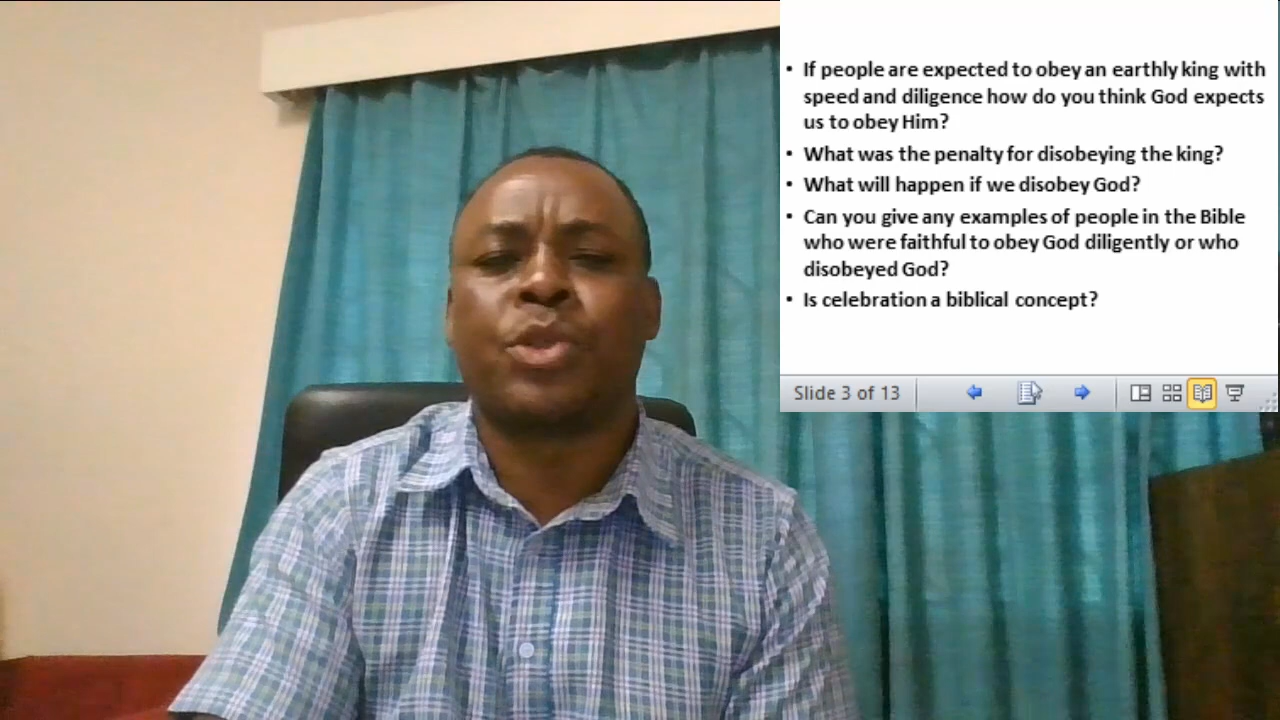 • If people are expected to obey an earthly king with
speed and diligence how do you think God expects
us to obey Him?
• What was the penalty for disobeying the king?
• What will happen if we disobey God?
• Can you give any examples of people in the Bible
who were faithful to obey God diligently or who
disobeyed God?
• Is celebration a biblical concept?
Slide 3 of 13